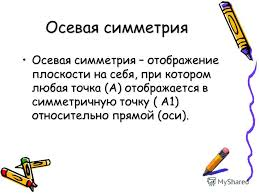 Осевая симметрия
• Осевая симметрия – отображение
плоскости на себя, при котором
любая точка (А) отображается в
симметричную точку ( А1)
относительно прямой (оси).
MyShared